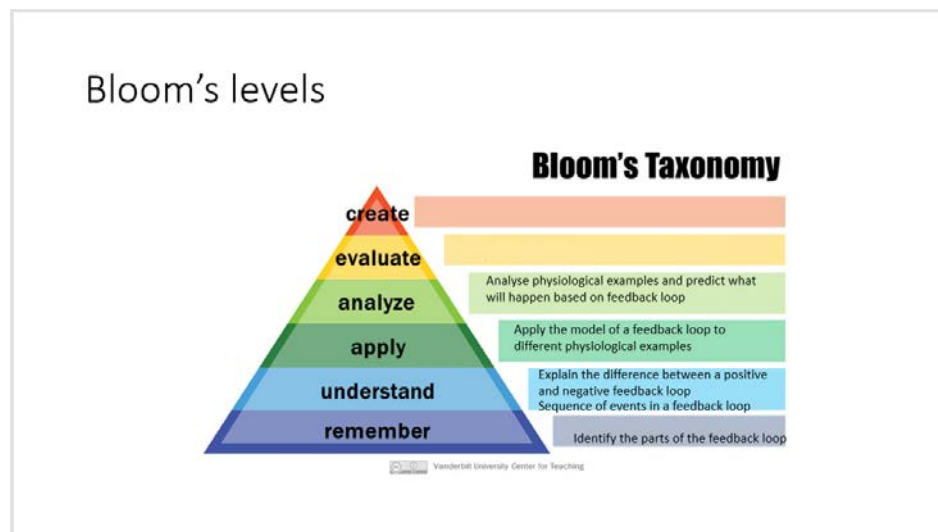 Bloom's levels
Bloom's Taxonomy
create
evaluate
analyze
Analyse physiological examples and predict what
will happen based on feedback loop
apply
Apply the model of a feedback loop to
different physiological examples
understand
Explain the difference between a positive
and negative feedback loop
Sequence of events in a feedback loop
remember
Identify the parts of the feedback loop
Vanderbilt University Center for Teaching